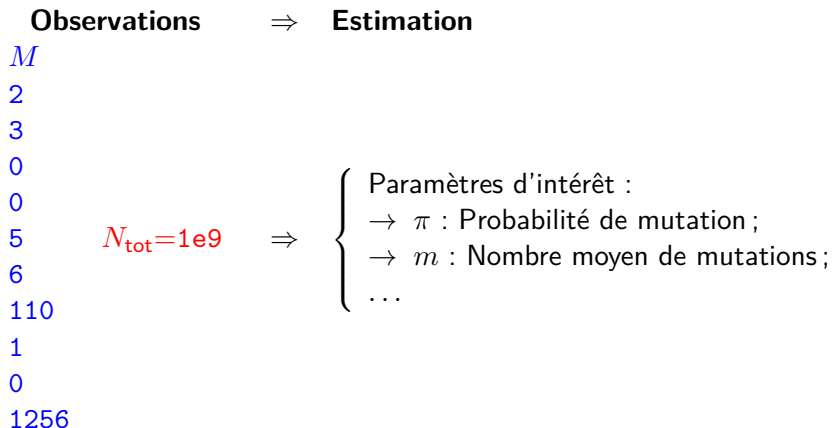 Observations ⇒ Estimation
M
2
3
0
0
5
6
110
1
0
1256
N_tot=1e9 ⇒
Paramètres d'intérêt :
→ π : Probabilité de mutation ;
→ m : Nombre moyen de mutations ;
...